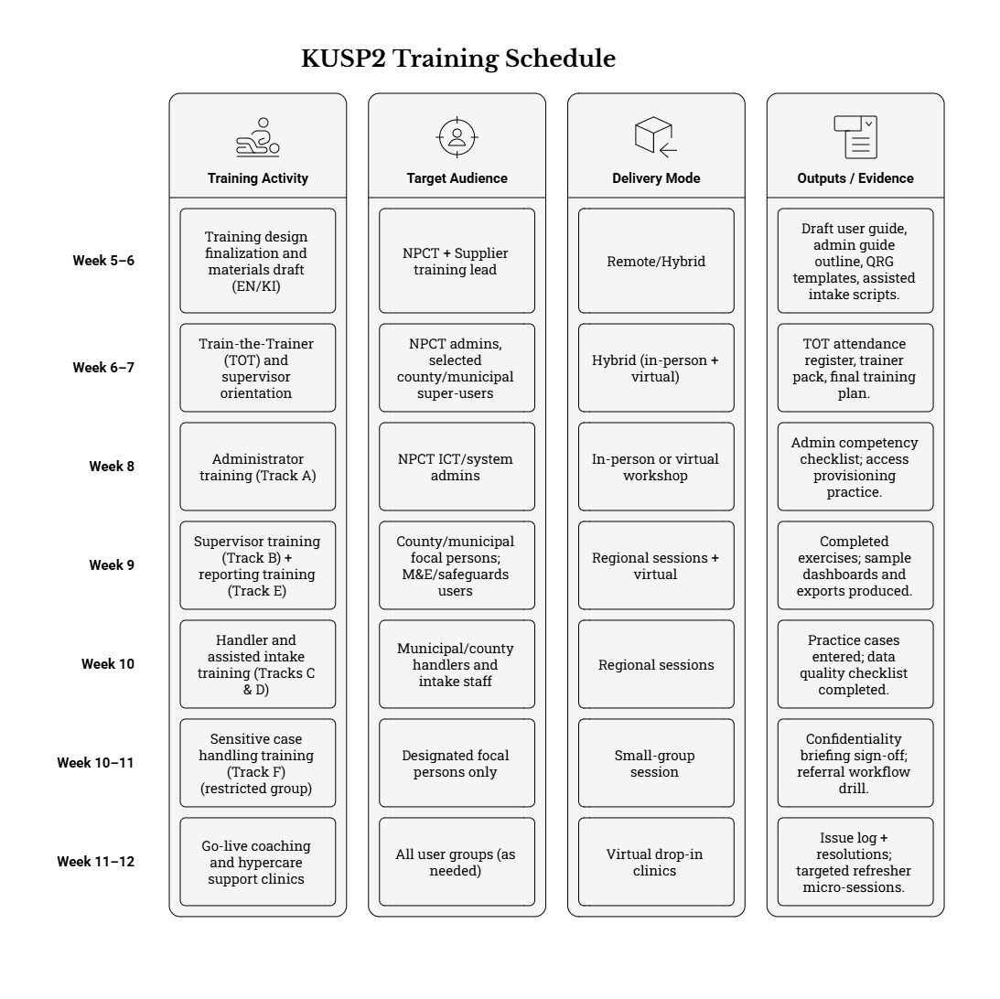 KUSP2 Training Schedule
Training Activity
Target Audience
Delivery Mode
Outputs / Evidence
Week 5–6
Training design
finalization and
materials draft
(EN/KI)
NPCT + Supplier
training lead
Remote/Hybrid
Draft user guide,
admin guide
outline, QRG
templates, assisted
intake scripts.
Week 6–7
Train-the-Trainer
(TOT) and
supervisor
orientation
NPCT admins,
selected
county/municipal
super-users
Hybrid (in-person +
virtual)
TOT attendance
register, trainer
pack, final training
plan.
Week 8
Administrator
training (Track A)
NPCT ICT/system
admins
In-person or virtual
workshop
Admin competency
checklist; access
provisioning
practice.
Week 9
Supervisor training
(Track B) +
reporting training
(Track E)
County/municipal
focal persons;
M&E/safeguards
users
Regional sessions +
virtual
Completed
exercises; sample
dashboards and
exports produced.
Week 10
Handler and
assisted intake
training (Tracks C
& D)
Municipal/county
handlers and
intake staff
Regional sessions
Practice cases
entered; data
quality checklist
completed.
Week 10–11
Sensitive case
handling training
(Track F)
(restricted group)
Designated focal
persons only
Small-group
session
Confidentiality
briefing sign-off;
referral workflow
drill.
Week 11–12
Go-live coaching
and hypercare
support clinics
All user groups (as
needed)
Virtual drop-in
clinics
Issue log +
resolutions;
targeted refresher
micro-sessions.